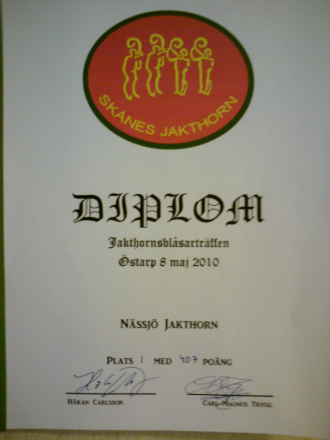 SKÅNES JAKTHORN
DIPLOM
Jakthornsblåsarträffen
Östarp 8 maj 2010
NÄSSJÖ JAKTHORN
PLATS 1 MED 407 POÄNG
HÅKAN CARLSSON CARL-MAGNUS